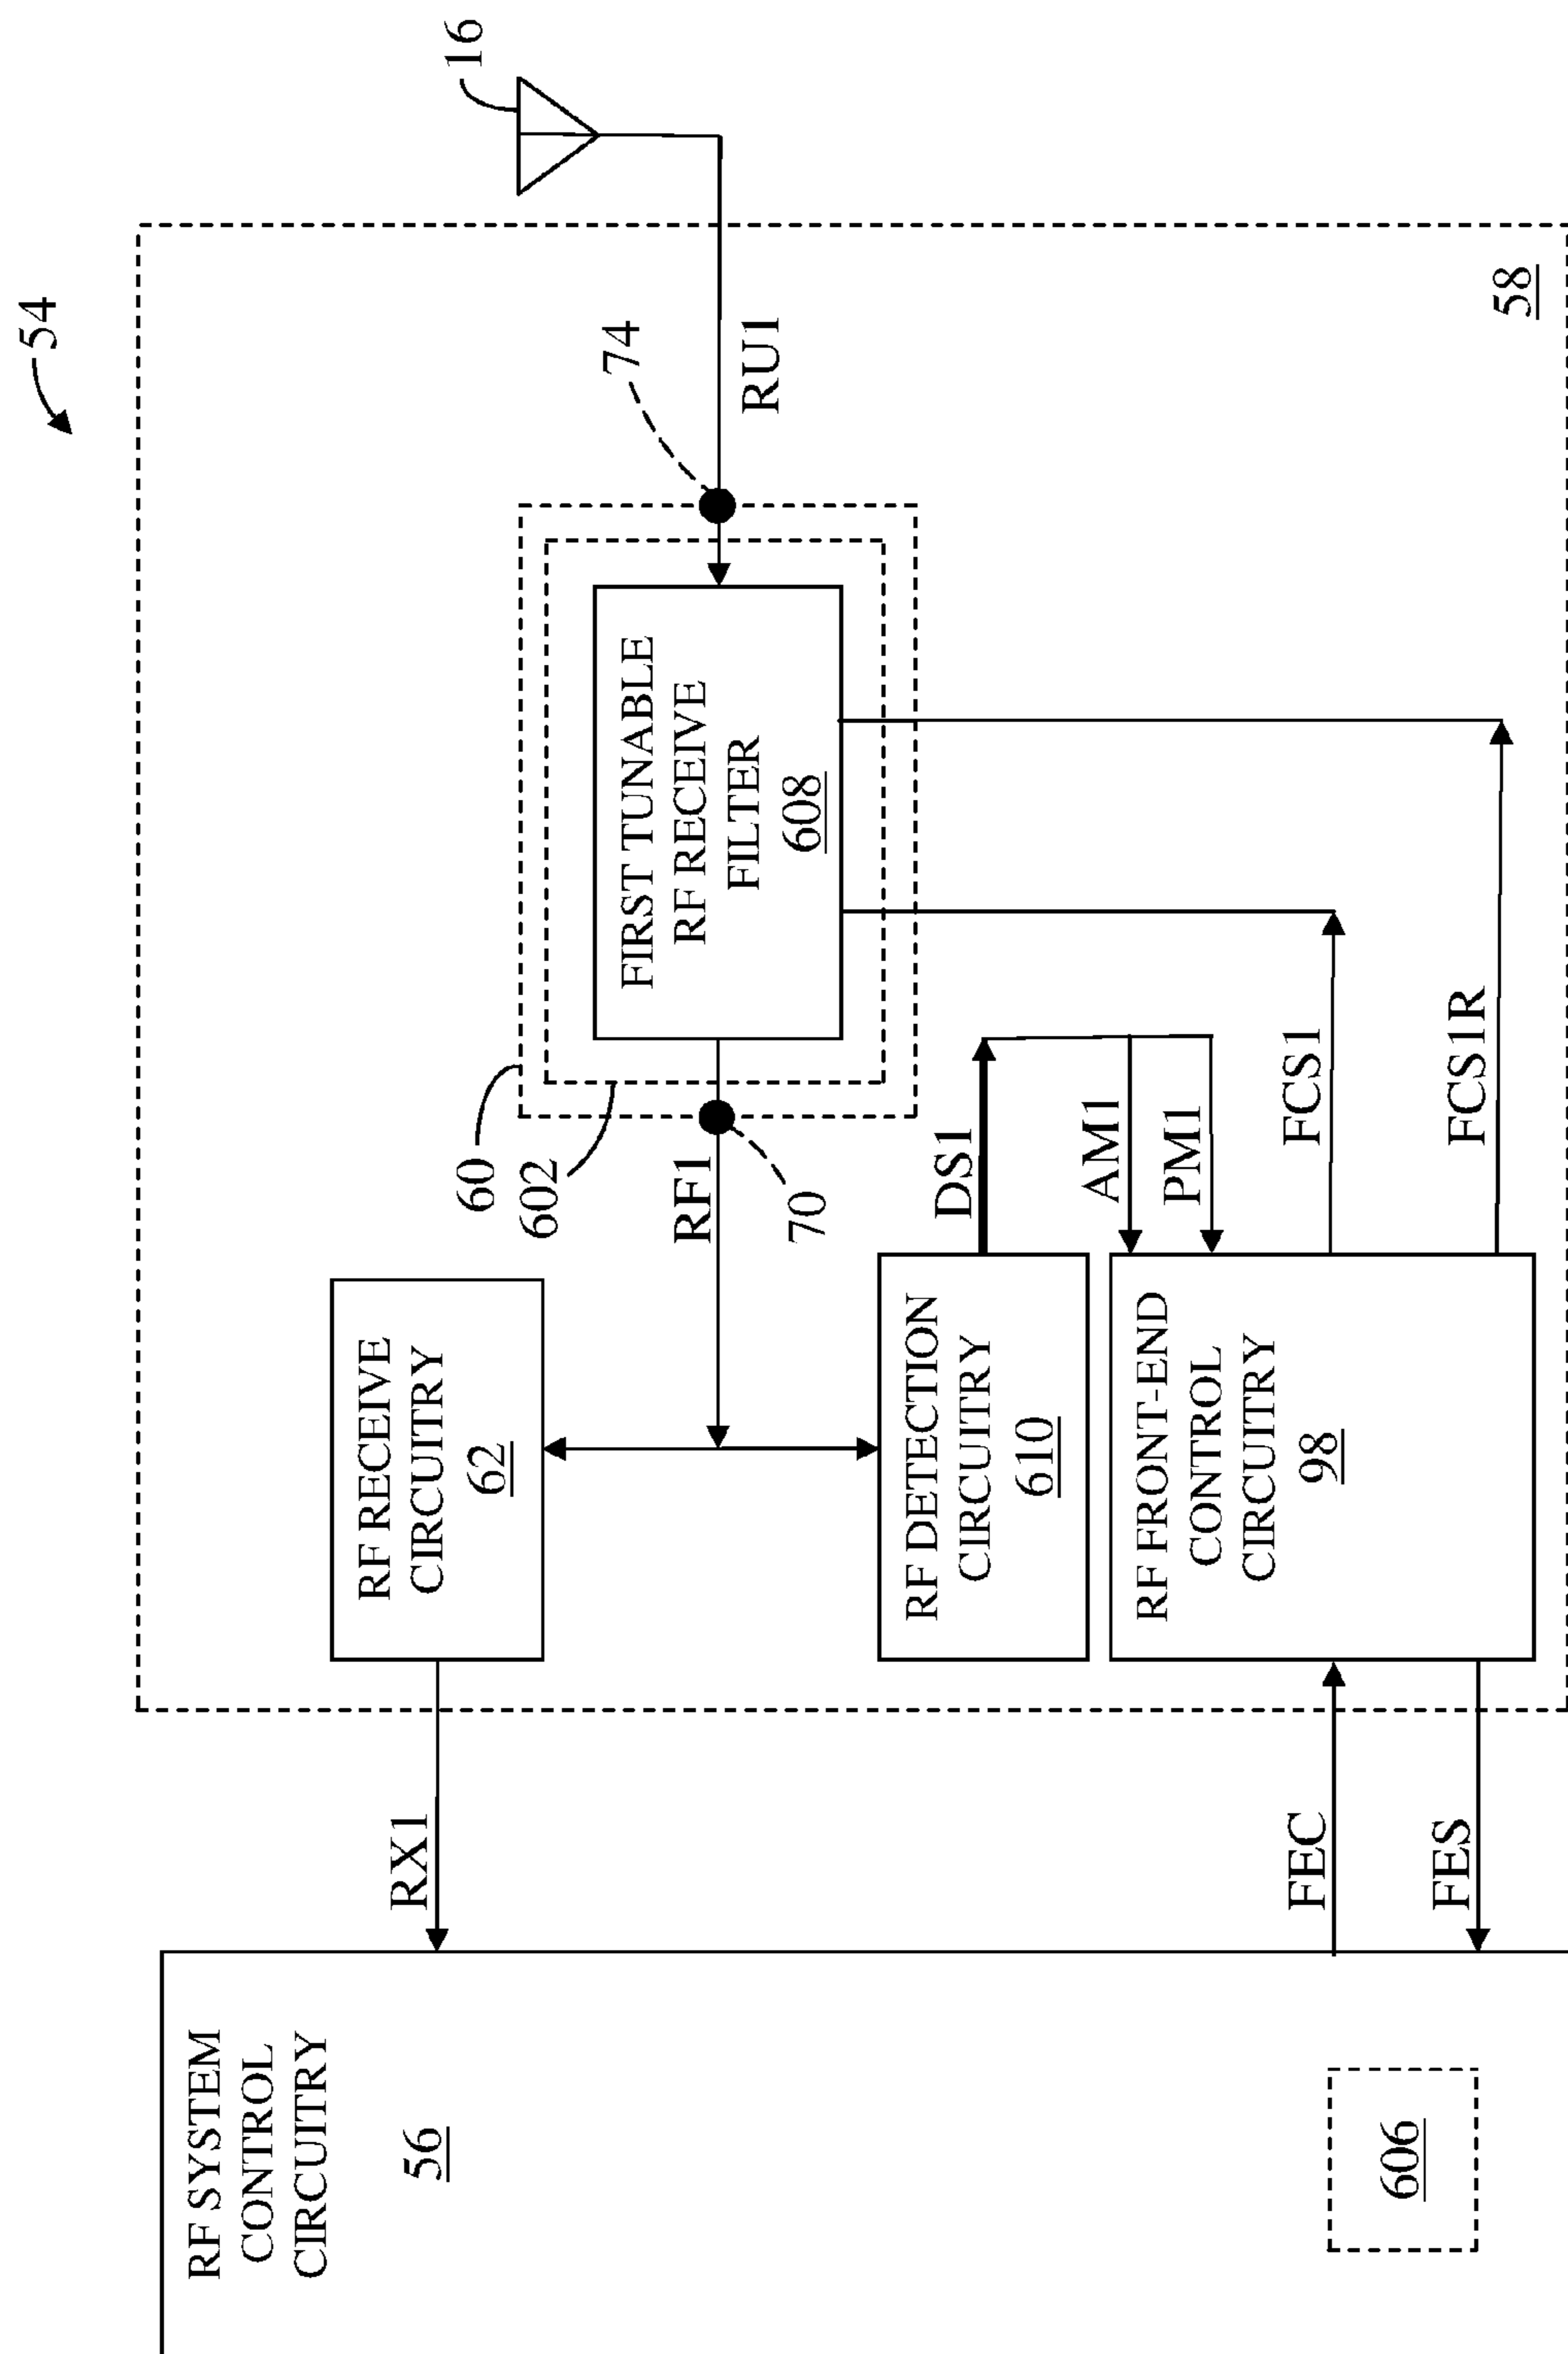 54
16
RF SYSTEM
CONTROL
CIRCUITRY
56
606
RX1
FEC
FES
RF RECEIVE
CIRCUITRY
62
RF DETECTION
CIRCUITRY
610
RF FRONT-END
CONTROL
CIRCUITRY
98
60
602
RF1
70
DS1
AM1
PM1
FCS1
FCS1R
FIRST TUNABLE
RF RECEIVE
FILTER
608
74
RU1
58